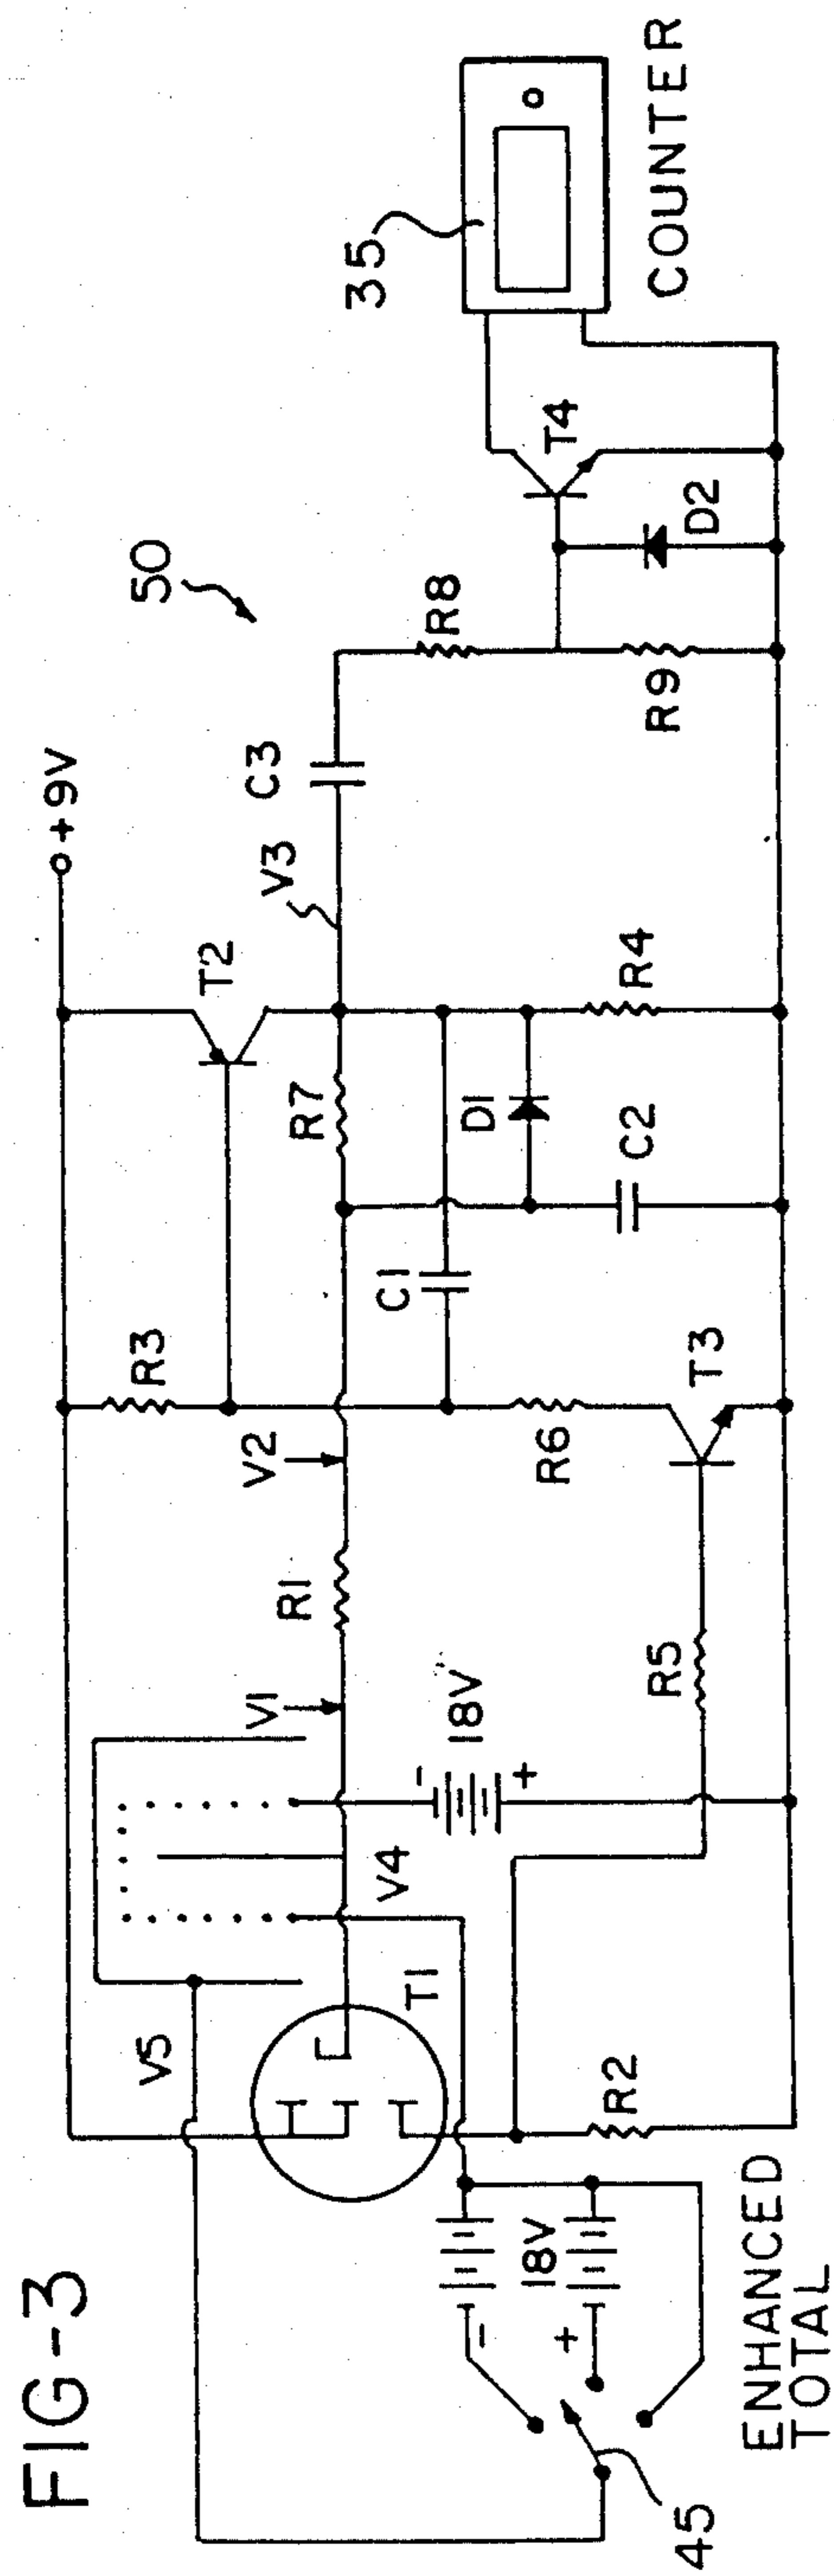 FIG-3
50
+9V
T2
R3
V3
C3
R8
T4
35
COUNTER
V5
T1
V4
V1
R1
V2
R7
C1
D1
R4
C2
R9
D2
-
18V
+
-
18V
+
R2
R5
R6
T3
45
ENHANCED
TOTAL